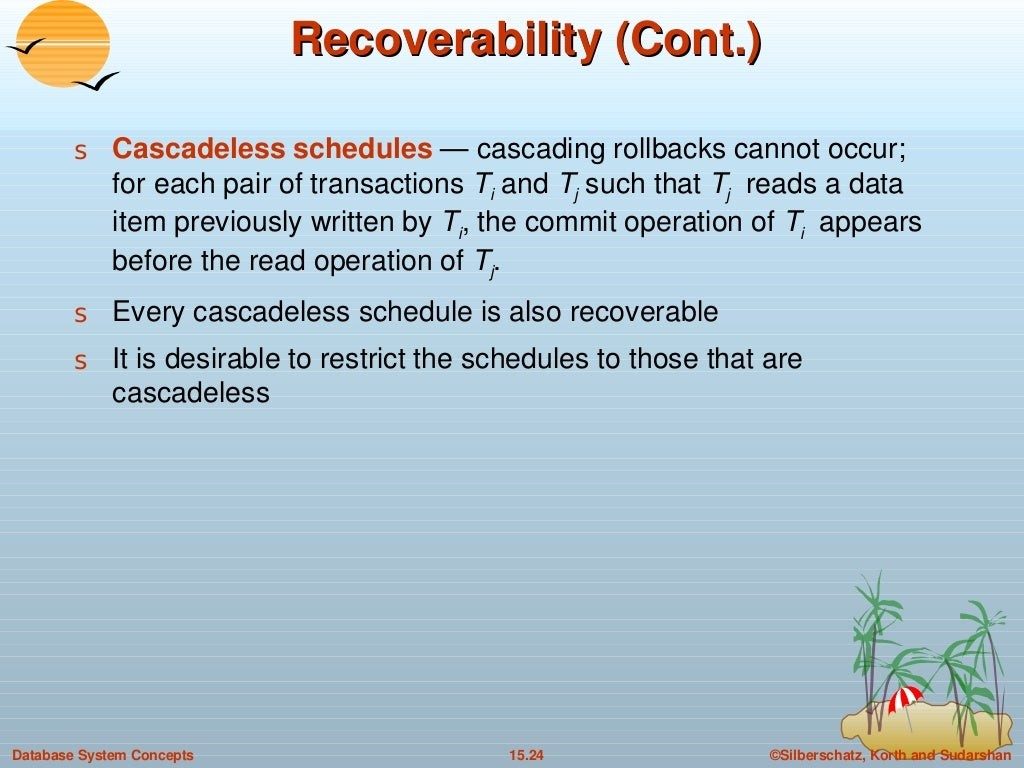 Recoverability (Cont.)
s Cascadeless schedules — cascading rollbacks cannot occur;
for each pair of transactions Ti and Tj such that Tj reads a data
item previously written by Ti, the commit operation of Ti appears
before the read operation of Tj.
s Every cascadeless schedule is also recoverable
s It is desirable to restrict the schedules to those that are
cascadeless
Database System Concepts 15.24 ©Silberschatz, Korth and Sudarshan